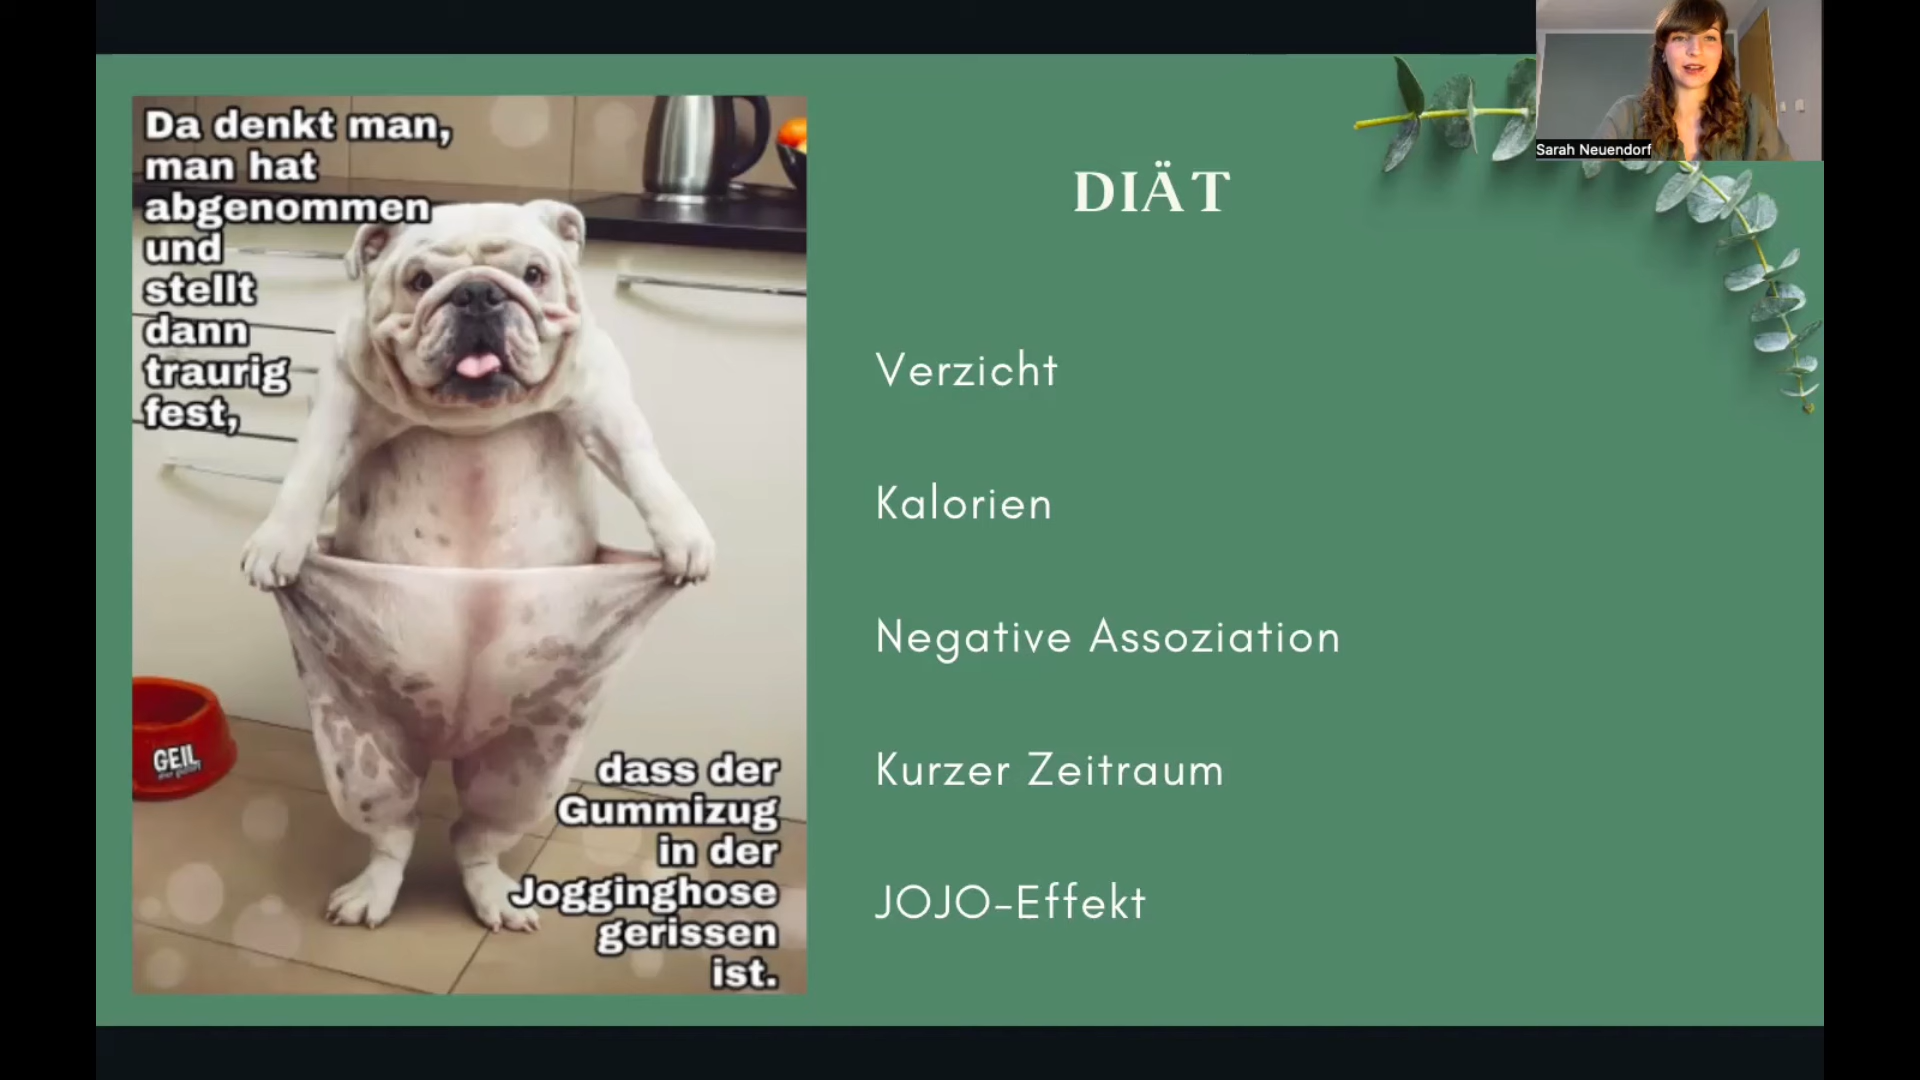 Da denkt man,
man hat
abgenommen
und
stellt
dann
traurig
fest,
GEIL
dass der
Gummizug
in der
Jogginghose
gerissen
ist.
DIÄT
Verzicht
Kalorien
Negative Assoziation
Kurzer Zeitraum
JOJO-Effekt
Sarah Neuendorf